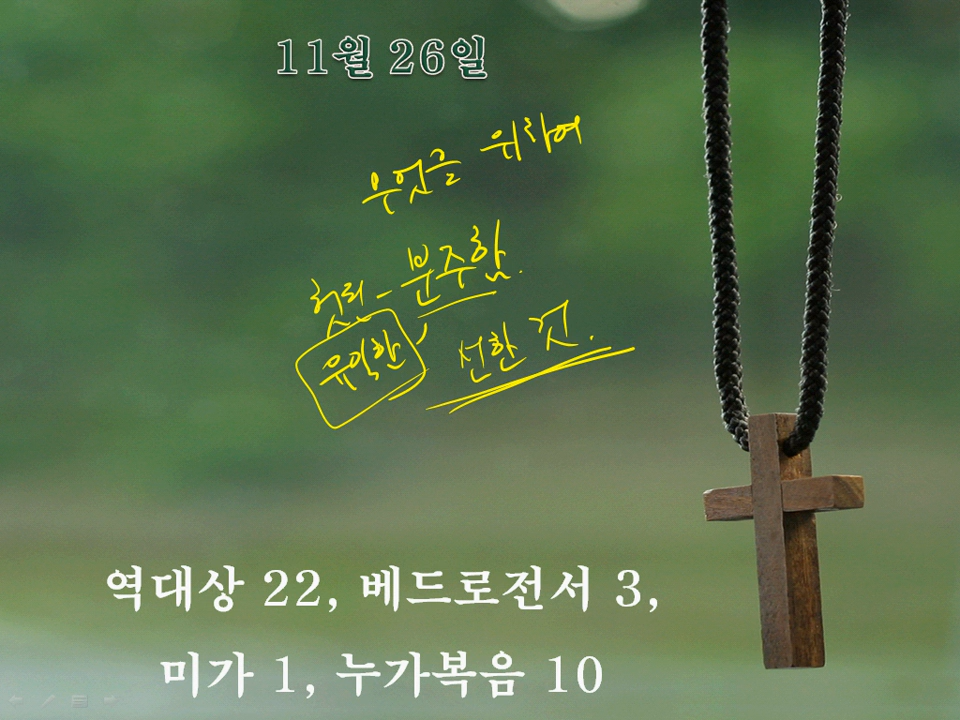 11월 26일
무엇을 위하여
헛된 - 분주함.
유익한, 선한 것.
역대상 22, 베드로전서 3,
미가 1, 누가복음 10